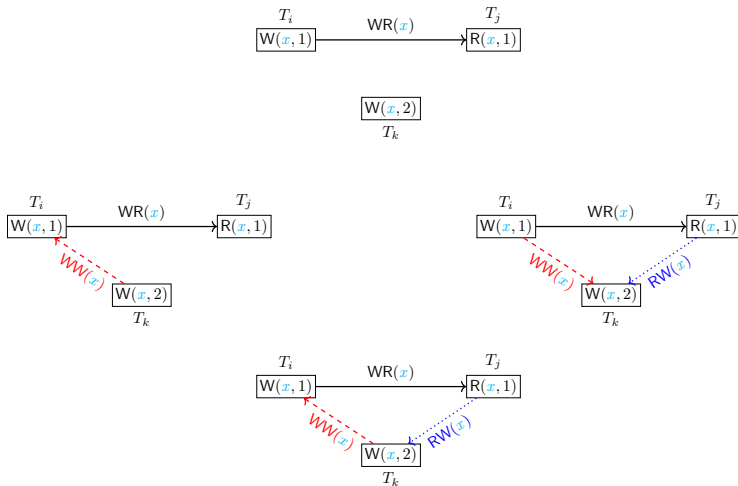 T_i T_j
W(x, 1) WR(x) R(x, 1)
W(x, 2)
T_k
T_i T_j
W(x, 1) WR(x) R(x, 1)
WW(x)
W(x, 2)
T_k
T_i T_j
W(x, 1) WR(x) R(x, 1)
WW(x) RW(x)
W(x, 2)
T_k
T_i T_j
W(x, 1) WR(x) R(x, 1)
WW(x) RW(x)
W(x, 2)
T_k